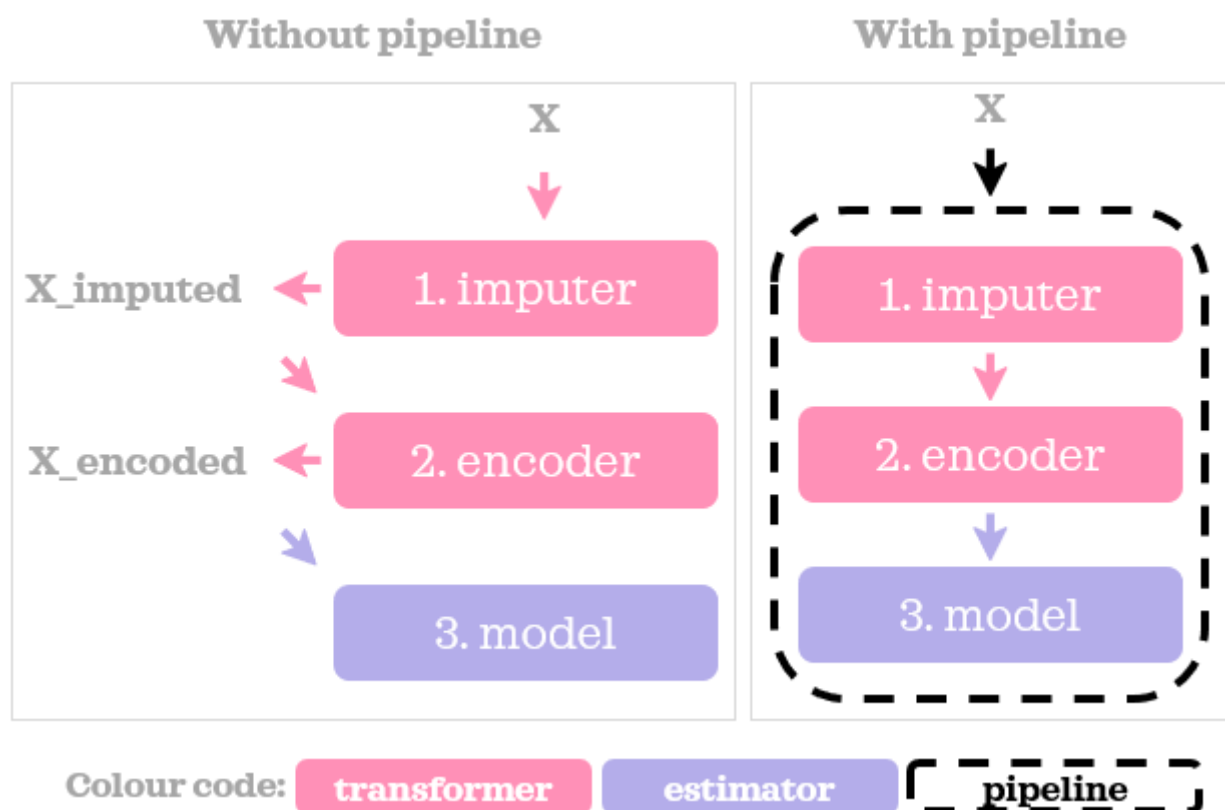 Without pipeline
With pipeline
X
X_imputed
1. imputer
X_encoded
2. encoder
3. model
X
1. imputer
2. encoder
3. model
Colour code: transformer estimator pipeline